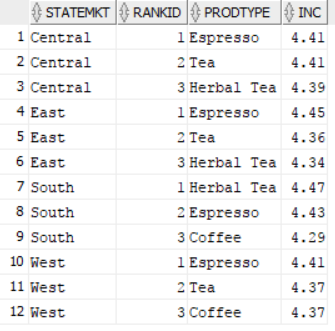 STATEMKT RANKID PRODTYPE INC
1 Central 1 Espresso 4.41
2 Central 2 Tea 4.41
3 Central 3 Herbal Tea 4.39
4 East 1 Espresso 4.45
5 East 2 Tea 4.36
6 East 3 Herbal Tea 4.34
7 South 1 Herbal Tea 4.47
8 South 2 Espresso 4.43
9 South 3 Coffee 4.29
10 West 1 Espresso 4.41
11 West 2 Tea 4.37
12 West 3 Coffee 4.37